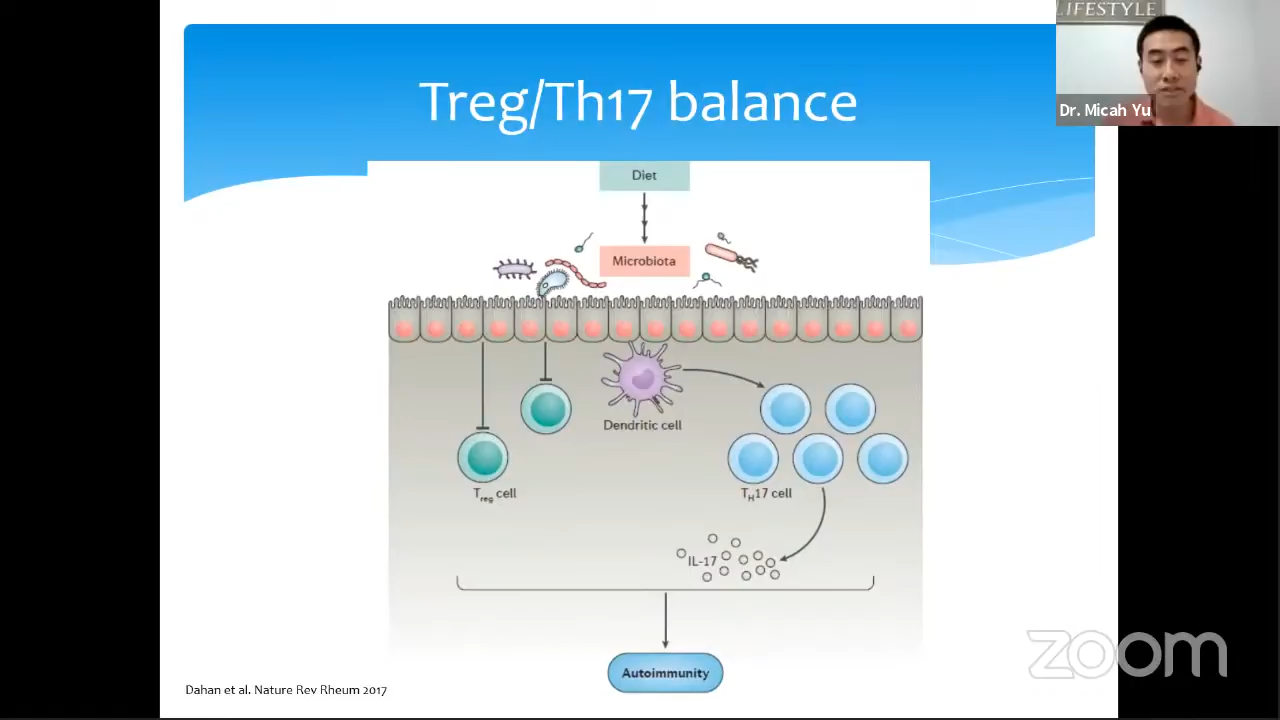 LIFESTYLE
Dr. Micah Yu
Treg/Th17 balance
Diet
Microbiota
Dendritic cell
Treg cell
TH17 cell
IL-17
Autoimmunity
Dahan et al. Nature Rev Rheum 2017
zoom